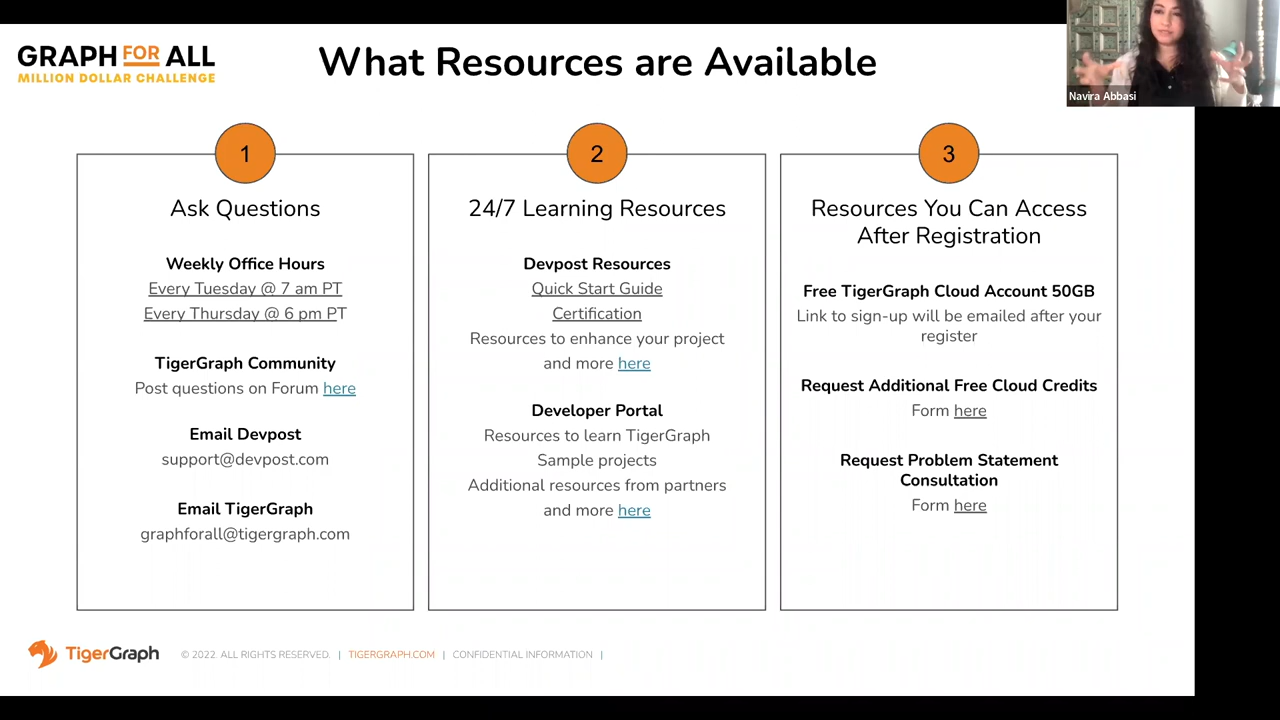 GRAPH FOR ALL
MILLION DOLLAR CHALLENGE
What Resources are Available
Navira Abbasi
1
Ask Questions
Weekly Office Hours
Every Tuesday @ 7 am PT
Every Thursday @ 6 pm PT
TigerGraph Community
Post questions on Forum here
Email Devpost
support@devpost.com
Email TigerGraph
graphforall@tigergraph.com
2
24/7 Learning Resources
Devpost Resources
Quick Start Guide
Certification
Resources to enhance your project
and more here
Developer Portal
Resources to learn TigerGraph
Sample projects
Additional resources from partners
and more here
3
Resources You Can Access
After Registration
Free TigerGraph Cloud Account 50GB
Link to sign-up will be emailed after your
register
Request Additional Free Cloud Credits
Form here
Request Problem Statement
Consultation
Form here
TigerGraph
© 2022. ALL RIGHTS RESERVED. | TIGERGRAPH.COM | CONFIDENTIAL INFORMATION |